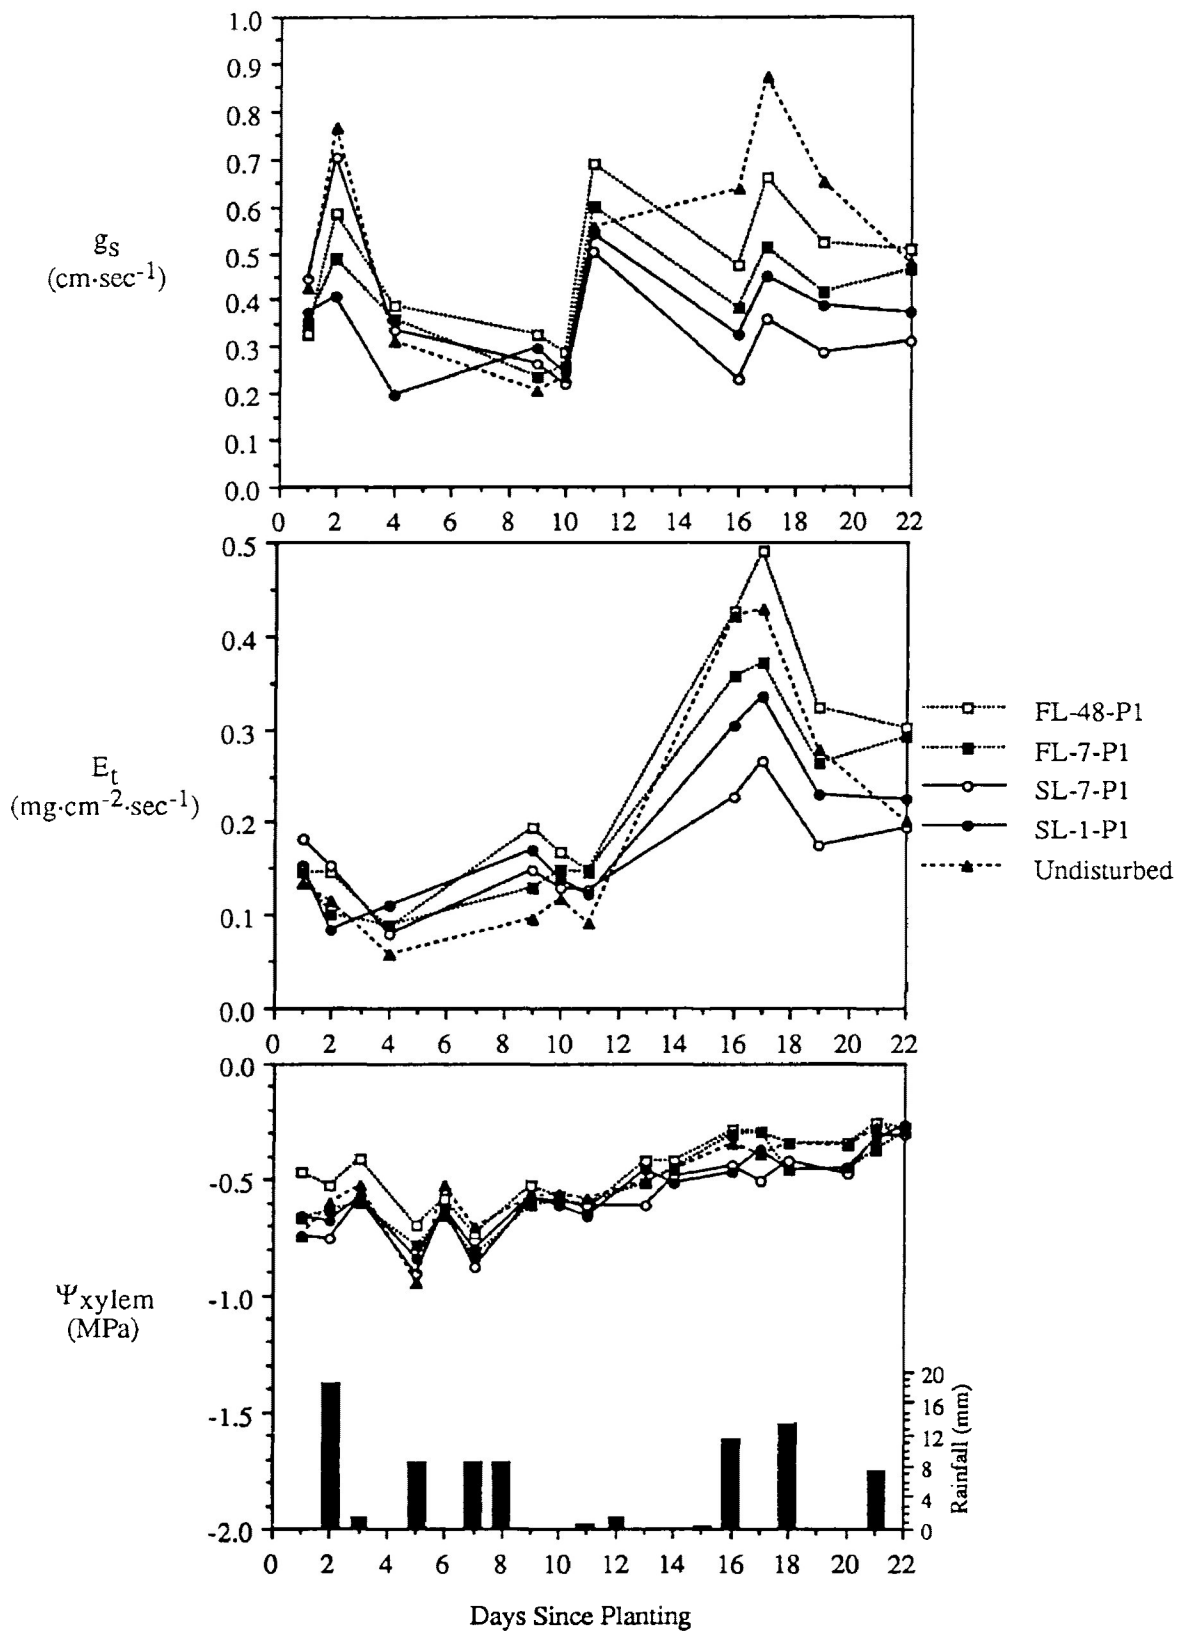 1.0
0.9
0.8
0.7
0.6
0.5
0.4
0.3
0.2
0.1
0.0
gs
(cm·sec-1)
0 2 4 6 8 10 12 14 16 18 20 22
0.5
0.4
0.3
0.2
0.1
0.0
Et
(mg·cm-2·sec-1)
0 2 4 6 8 10 12 14 16 18 20 22
FL-48-P1
FL-7-P1
SL-7-P1
SL-1-P1
Undisturbed
0.0
-0.5
-1.0
-1.5
-2.0
Ψxylem
(MPa)
20
16
12
8
4
0
Rainfall (mm)
0 2 4 6 8 10 12 14 16 18 20 22
Days Since Planting